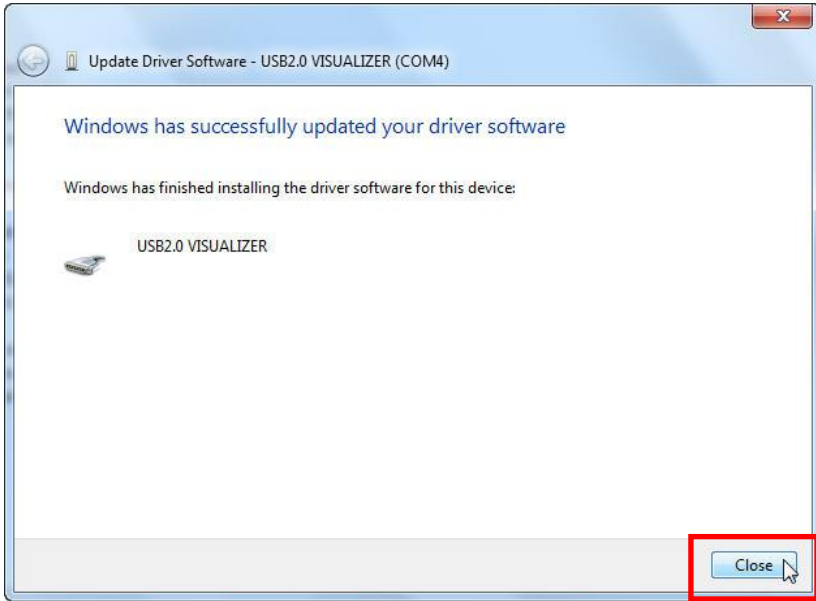 Update Driver Software - USB2.0 VISUALIZER (COM4)
Windows has successfully updated your driver software
Windows has finished installing the driver software for this device:
USB2.0 VISUALIZER
Close